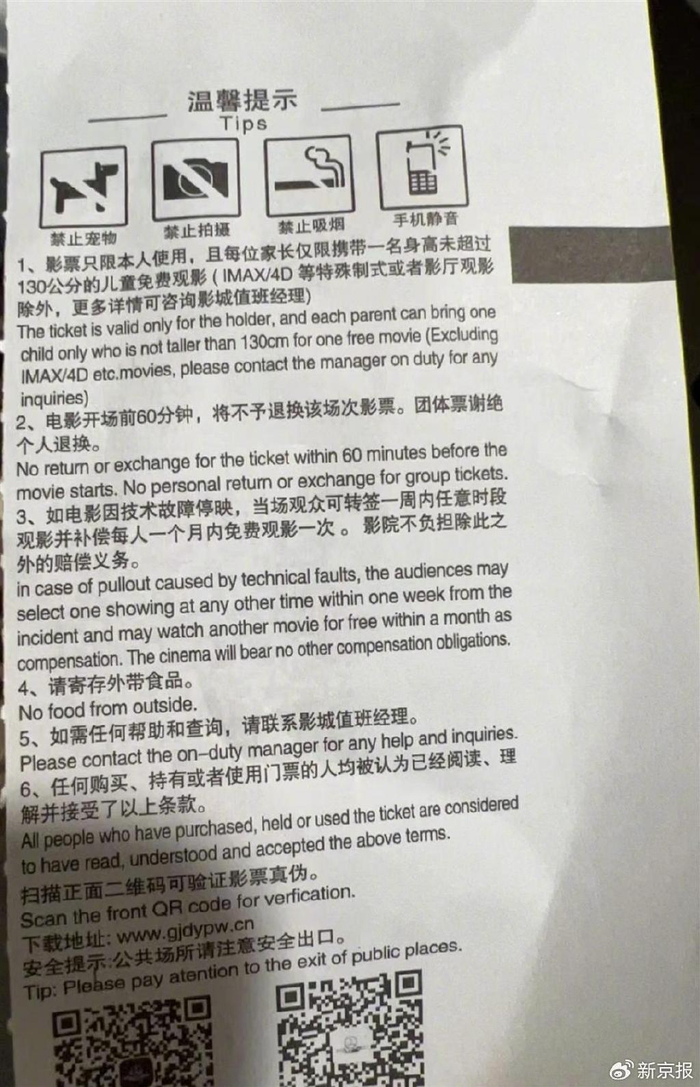 温馨提示
Tips
禁止宠物 禁止拍摄 禁止吸烟 手机静音
1、影票只限本人使用，且每位家长仅限携带一名身高未超过
130公分的儿童免费观影（IMAX/4D 等特殊制式或者影厅观影
除外，更多详情可咨询影城值班经理)
The ticket is valid only for the holder, and each parent can bring one
child only who is not taller than 130cm for one free movie (Excluding
IMAX/4D etc.movies, please contact the manager on duty for any
inquiries)
2、电影开场前60分钟，将不予退换该场次影票。团体票谢绝
个人退换。
No return or exchange for the ticket within 60 minutes before the
movie starts. No personal return or exchange for group tickets.
3、如电影因技术故障停映，当场观众可转签一周内任意时段
观影并补偿每人一个月内免费观影一次 。 影院不负担除此之
外的赔偿义务。
in case of pullout caused by technical faults, the audiences may
select one showing at any other time within one week from the
incident and may watch another movie for free within a month as
compensation. The cinema will bear no other compensation obligations.
4、请寄存外带食品。
No food from outside.
5、如需任何帮助和查询，请联系影城值班经理。
Please contact the on-duty manager for any help and inquiries.
6、任何购买、持有或者使用门票的人均被认为已经阅读、理
解并接受了以上条款。
All people who have purchased, held or used the ticket are considered
to have read, understood and accepted the above terms.
扫描正面二维码可验证影票真伪。
Scan the front QR code for verfication.
下载地址: www.gjdypw.cn
安全提示:公共场所请注意安全出口。
Tip: Please pay atention to the exit of public places.
新京报